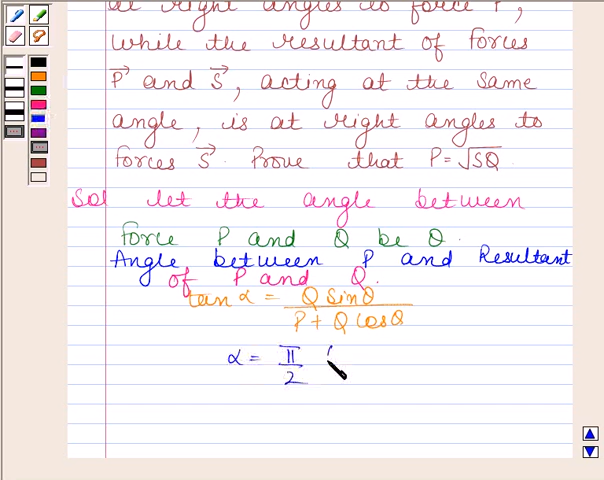 at right angles to force P,
while the resultant of forces
P⃗ and S⃗, acting at the same
angle, is at right angles to
forces S⃗. Prove that P = √SQ.
Sol let the angle between
force P and Q be θ.
Angle between P and Resultant
of P and Q.
tan α = Q sinθ / P + Q cosθ
α = π/2 (